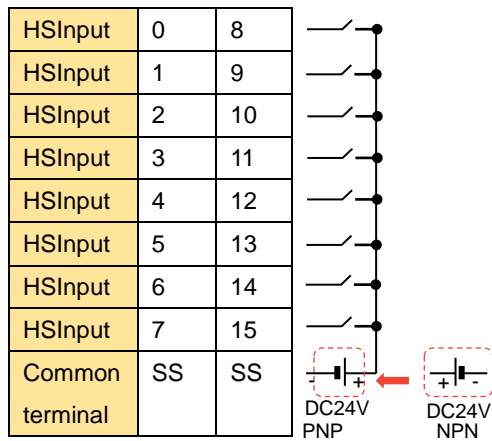 HSInput 0 8
HSInput 1 9
HSInput 2 10
HSInput 3 11
HSInput 4 12
HSInput 5 13
HSInput 6 14
HSInput 7 15
Common terminal SS SS
- + + -
DC24V DC24V
PNP NPN